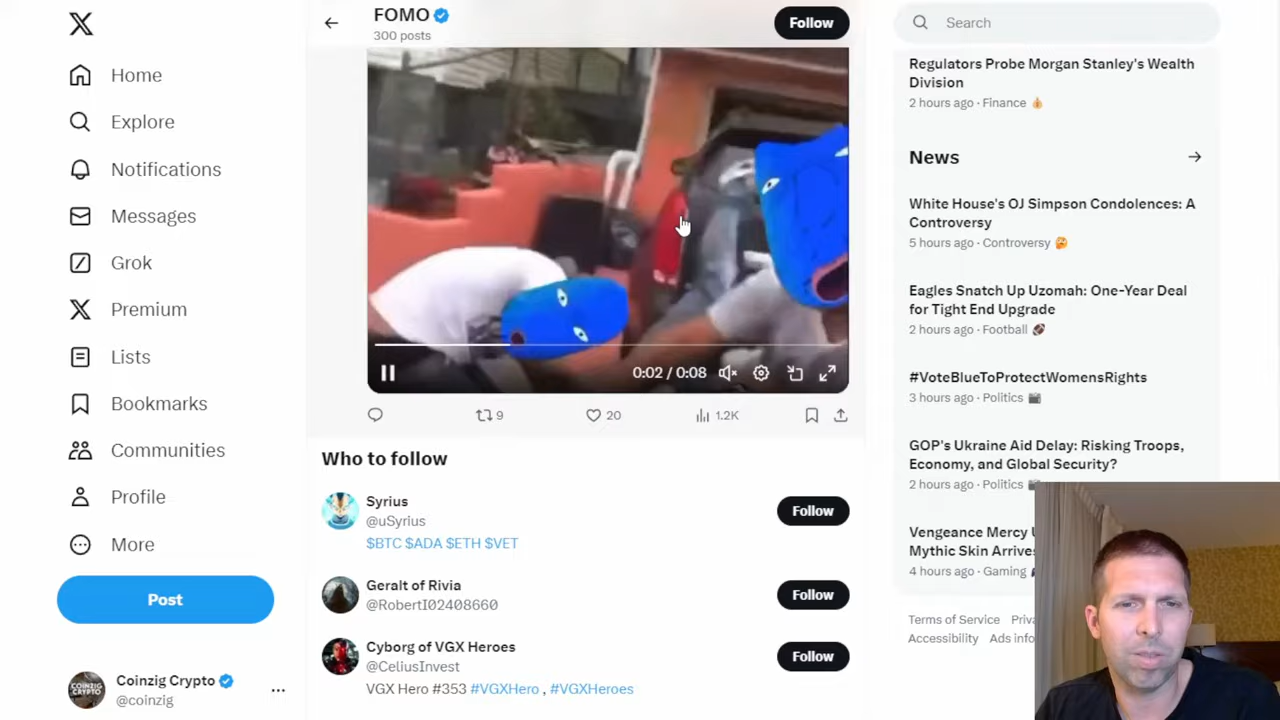 FOMO
300 posts
Follow
Search
Home
Explore
Notifications
Messages
Grok
Premium
Lists
Bookmarks
Communities
Profile
More
Post
Coinzig Crypto
@coinzig
0:02 / 0:08
9
20
1.2K
Who to follow
Syrius
@uSyrius
$BTC $ADA $ETH $VET
Follow
Geralt of Rivia
@RobertI02408660
Follow
Cyborg of VGX Heroes
@CeliusInvest
VGX Hero #353 #VGXHero , #VGXHeroes
Follow
Regulators Probe Morgan Stanley's Wealth
Division
2 hours ago · Finance
News
White House's OJ Simpson Condolences: A
Controversy
5 hours ago · Controversy
Eagles Snatch Up Uzomah: One-Year Deal
for Tight End Upgrade
2 hours ago · Football
#VoteBlueToProtectWomensRights
3 hours ago · Politics
GOP's Ukraine Aid Delay: Risking Troops,
Economy, and Global Security?
2 hours ago · Politics
Vengeance Mercy
Mythic Skin
4 hours ago · Gaming
Terms of Service
Accessibility Ads